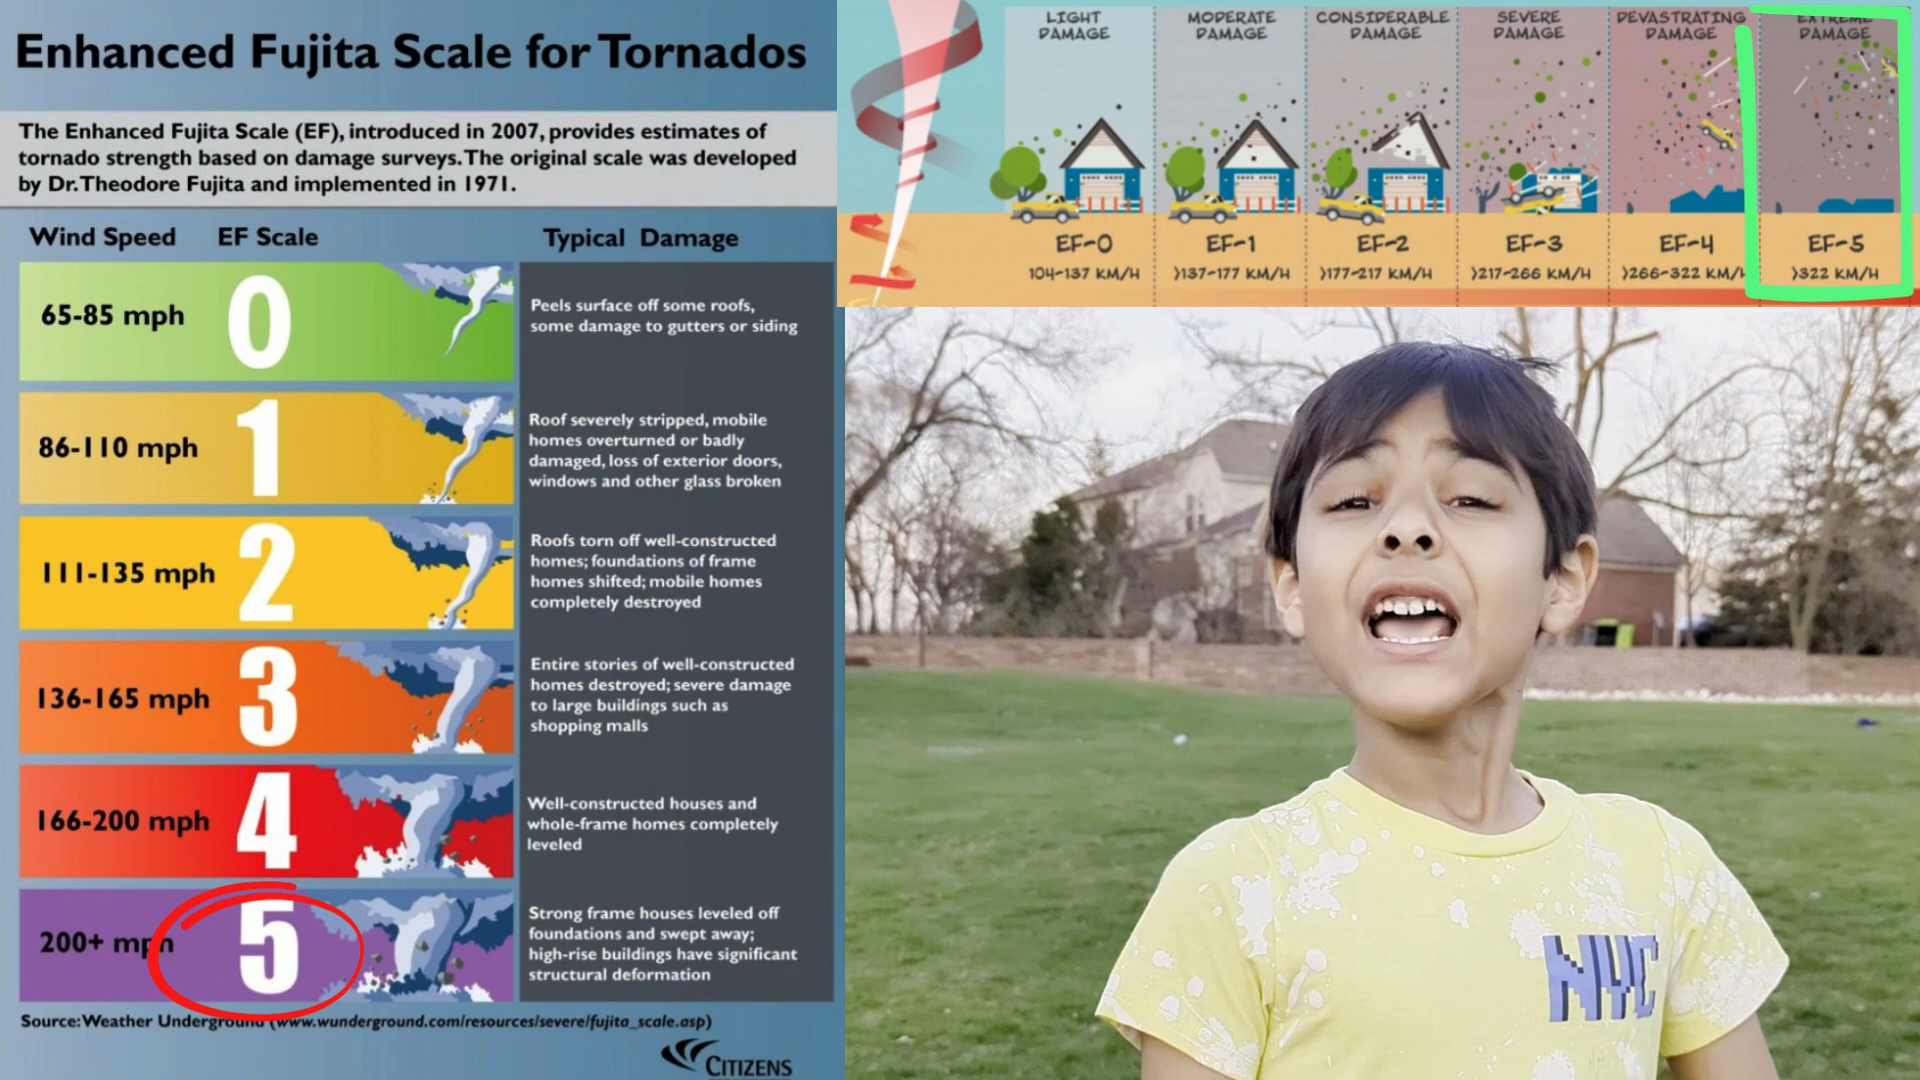 Enhanced Fujita Scale for Tornados
The Enhanced Fujita Scale (EF), introduced in 2007, provides estimates of
tornado strength based on damage surveys. The original scale was developed
by Dr. Theodore Fujita and implemented in 1971.
Wind Speed EF Scale Typical Damage
65-85 mph 0
Peels surface off some roofs,
some damage to gutters or siding
86-110 mph 1
Roof severely stripped, mobile
homes overturned or badly
damaged, loss of exterior doors,
windows and other glass broken
111-135 mph 2
Roofs torn off well-constructed
homes; foundations of frame
homes shifted; mobile homes
completely destroyed
136-165 mph 3
Entire stories of well-constructed
homes destroyed; severe damage
to large buildings such as
shopping malls
166-200 mph 4
Well-constructed houses and
whole-frame homes completely
leveled
200+ mph 5
Strong frame houses leveled off
foundations and swept away;
high-rise buildings have significant
structural deformation
Source: Weather Underground (www.wunderground.com/resources/severe/fujita_scale.asp)
CITIZENS
LIGHT DAMAGE
MODERATE DAMAGE
CONSIDERABLE DAMAGE
SEVERE DAMAGE
DEVASTRATING DAMAGE
EXTREME DAMAGE
EF-0 EF-1 EF-2 EF-3 EF-4 EF-5
104-137 KM/H >137-177 KM/H >177-217 KM/H >217-266 KM/H >266-322 KM/H >322 KM/H
NYC